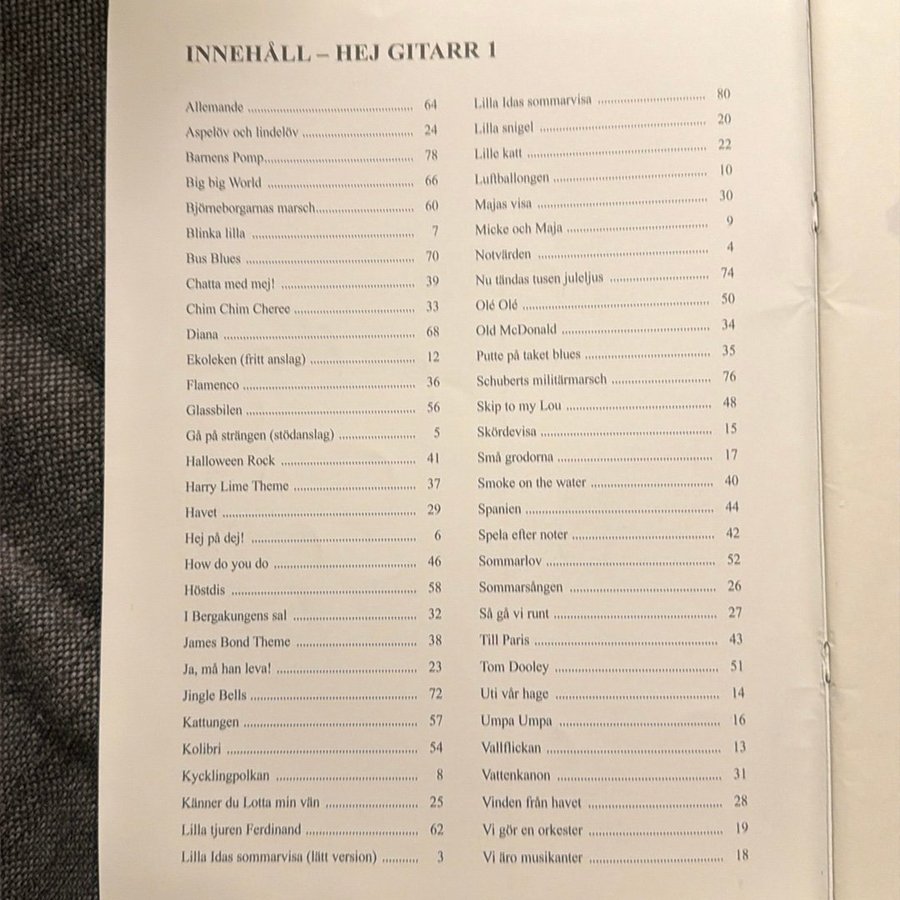 INNEHÅLL – HEJ GITARR 1
Allemande 64
Aspelöv och lindelöv 24
Barnens Pomp 78
Big big World 66
Björneborgarnas marsch 60
Blinka lilla 7
Bus Blues 70
Chatta med mej! 39
Chim Chim Cheree 33
Diana 68
Ekoleken (fritt anslag) 12
Flamenco 36
Glassbilen 56
Gå på strängen (stödanslag) 5
Halloween Rock 41
Harry Lime Theme 37
Havet 29
Hej på dej! 6
How do you do 46
Höstdis 58
I Bergakungens sal 32
James Bond Theme 38
Ja, må han leva! 23
Jingle Bells 72
Kattungen 57
Kolibri 54
Kycklingpolkan 8
Känner du Lotta min vän 25
Lilla tjuren Ferdinand 62
Lilla Idas sommarvisa (lätt version) 3
Lilla Idas sommarvisa 80
Lilla snigel 20
Lille katt 22
Luftballongen 10
Majas visa 30
Micke och Maja 9
Notvärden 4
Nu tändas tusen juleljus 74
Olé Olé 50
Old McDonald 34
Putte på taket blues 35
Schuberts militärmarsch 76
Skip to my Lou 48
Skördevisa 15
Små grodorna 17
Smoke on the water 40
Spanien 44
Spela efter noter 42
Sommarlov 52
Sommarsången 26
Så gå vi runt 27
Till Paris 43
Tom Dooley 51
Uti vår hage 14
Umpa Umpa 16
Vallflickan 13
Vattenkanon 31
Vinden från havet 28
Vi gör en orkester 19
Vi äro musikanter 18